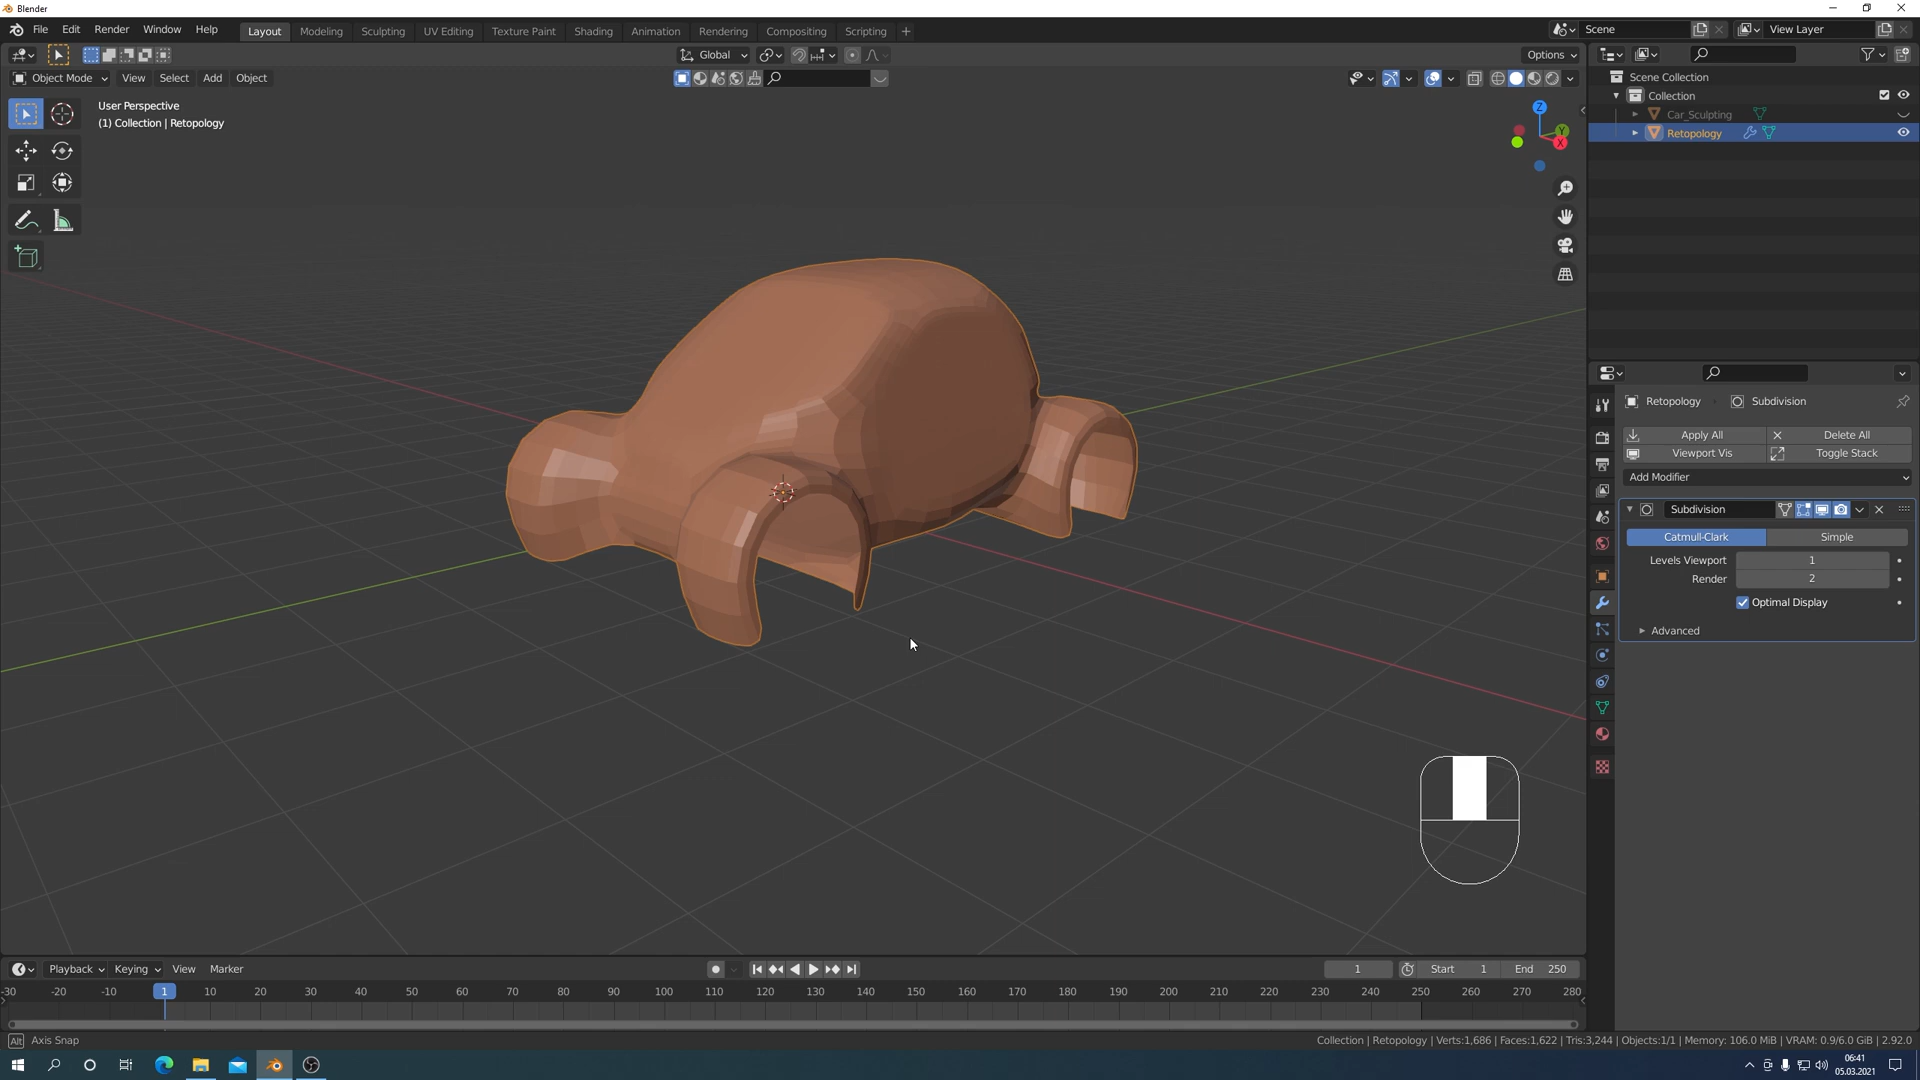 Blender
File Edit Render Window Help Layout Modeling Sculpting UV Editing Texture Paint Shading Animation Rendering Compositing Scripting + Scene View Layer
Global Options
Object Mode View Select Add Object
User Perspective
(1) Collection | Retopology
Z
Y
X
Scene Collection
Collection
Car_Sculpting
Retopology
Retopology Subdivision
Apply All Delete All
Viewport Vis Toggle Stack
Add Modifier
Subdivision
Catmull-Clark Simple
Levels Viewport 1
Render 2
Optimal Display
Advanced
Playback Keying View Marker 1 Start 1 End 250
-30 -20 -10 1 10 20 30 40 50 60 70 80 90 100 110 120 130 140 150 160 170 180 190 200 210 220 230 240 250 260 270 280
Alt Axis Snap
Collection | Retopology | Verts:1,686 | Faces:1,622 | Tris:3,244 | Objects:1/1 | Memory: 106.0 MiB | VRAM: 0.9/6.0 GiB | 2.92.0
06:41
05.03.2021